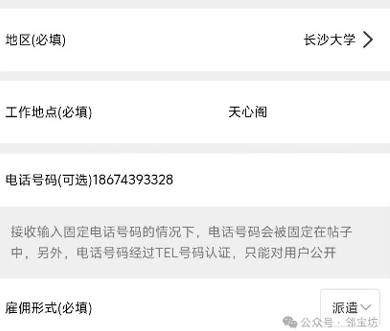 地区(必填) 长沙大学
工作地点(必填) 天心阁
电话号码(可选)18674393328
接收输入固定电话号码的情况下，电话号码会被固定在帖子
中，另外，电话号码经过TEL号码认证，只能对用户公开
雇佣形式(必填) 派遣
公众号·邻宝坊